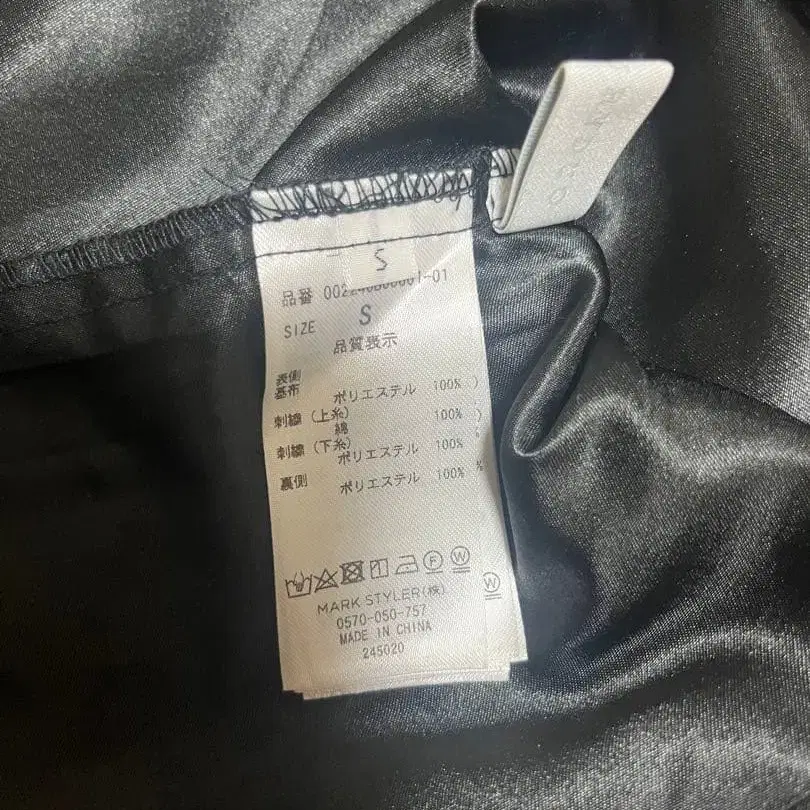 S
品番 002240800001-01
SIZE S
品質表示
表側
基布 ポリエステル 100%
刺繍(上糸)
綿 100%
刺繍(下糸)
ポリエステル 100%
裏側 ポリエステル 100%
F W
W
MARK STYLER(株)
0570-050-757
MADE IN CHINA
245020